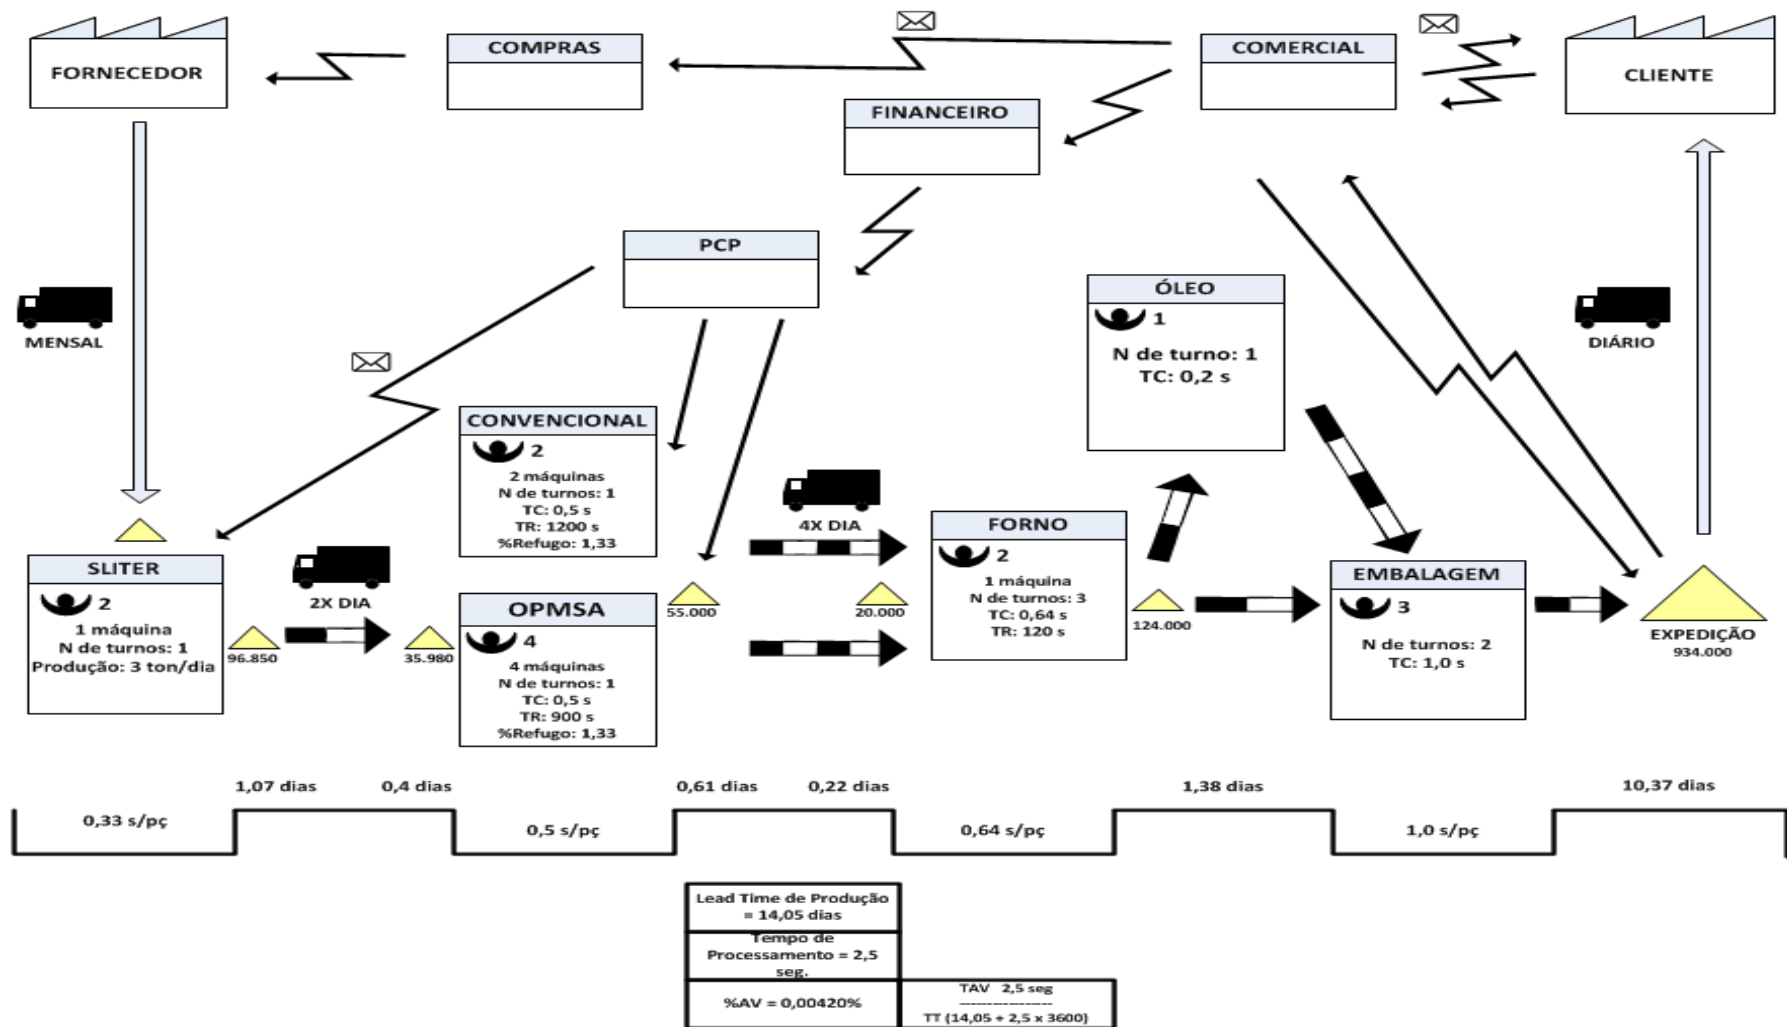 FORNECEDOR
COMPRAS
COMERCIAL
CLIENTE
FINANCEIRO
PCP
MENSAL
DIÁRIO
ÓLEO
1
N de turno: 1
TC: 0,2 s
CONVENCIONAL
2
2 máquinas
N de turnos: 1
TC: 0,5 s
TR: 1200 s
%Refugo: 1,33
4X DIA
FORNO
2
1 máquina
N de turnos: 3
TC: 0,64 s
TR: 120 s
SLITER
2
1 máquina
N de turnos: 1
Produção: 3 ton/dia
2X DIA
96.850
35.980
OPMSA
4
4 máquinas
N de turnos: 1
TC: 0,5 s
TR: 900 s
%Refugo: 1,33
55.000
20.000
124.000
EMBALAGEM
3
N de turnos: 2
TC: 1,0 s
EXPEDIÇÃO
934.000
1,07 dias
0,4 dias
0,61 dias
0,22 dias
1,38 dias
10,37 dias
0,33 s/pç
0,5 s/pç
0,64 s/pç
1,0 s/pç
Lead Time de Produção
= 14,05 dias
Tempo de
Processamento = 2,5
seg.
%AV = 0,00420%
TAV 2,5 seg
------------------
TT (14,05 + 2,5 x 3600)